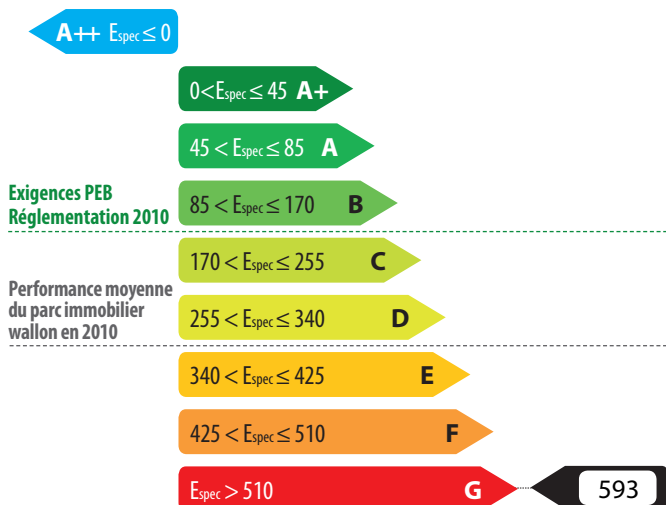 A++ Espec ≤ 0
0 < Espec ≤ 45 A+
45 < Espec ≤ 85 A
Exigences PEB
Réglementation 2010
85 < Espec ≤ 170 B
170 < Espec ≤ 255 C
Performance moyenne
du parc immobilier
wallon en 2010
255 < Espec ≤ 340 D
340 < Espec ≤ 425 E
425 < Espec ≤ 510 F
Espec > 510 G 593